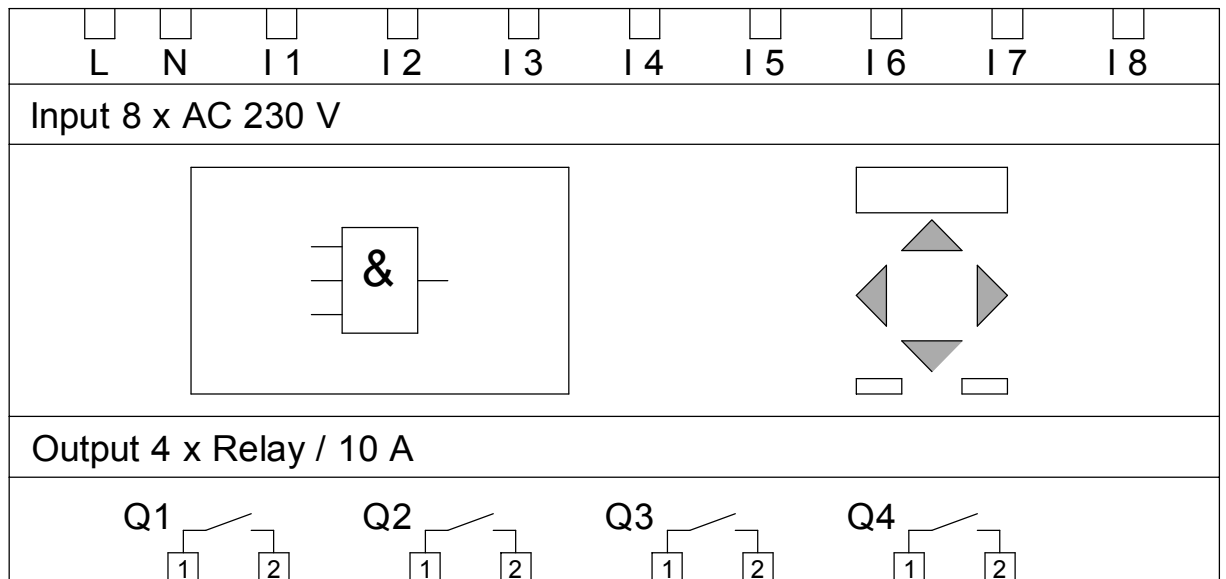 L N I 1 I 2 I 3 I 4 I 5 I 6 I 7 I 8
Input 8 x AC 230 V
&
Output 4 x Relay / 10 A
Q1 Q2 Q3 Q4
1 2 1 2 1 2 1 2